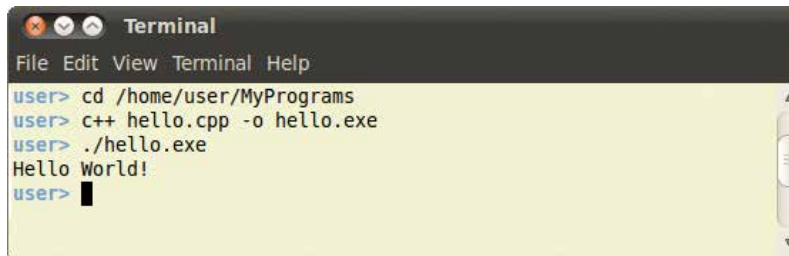 Terminal
File Edit View Terminal Help
user> cd /home/user/MyPrograms
user> c++ hello.cpp -o hello.exe
user> ./hello.exe
Hello World!
user>